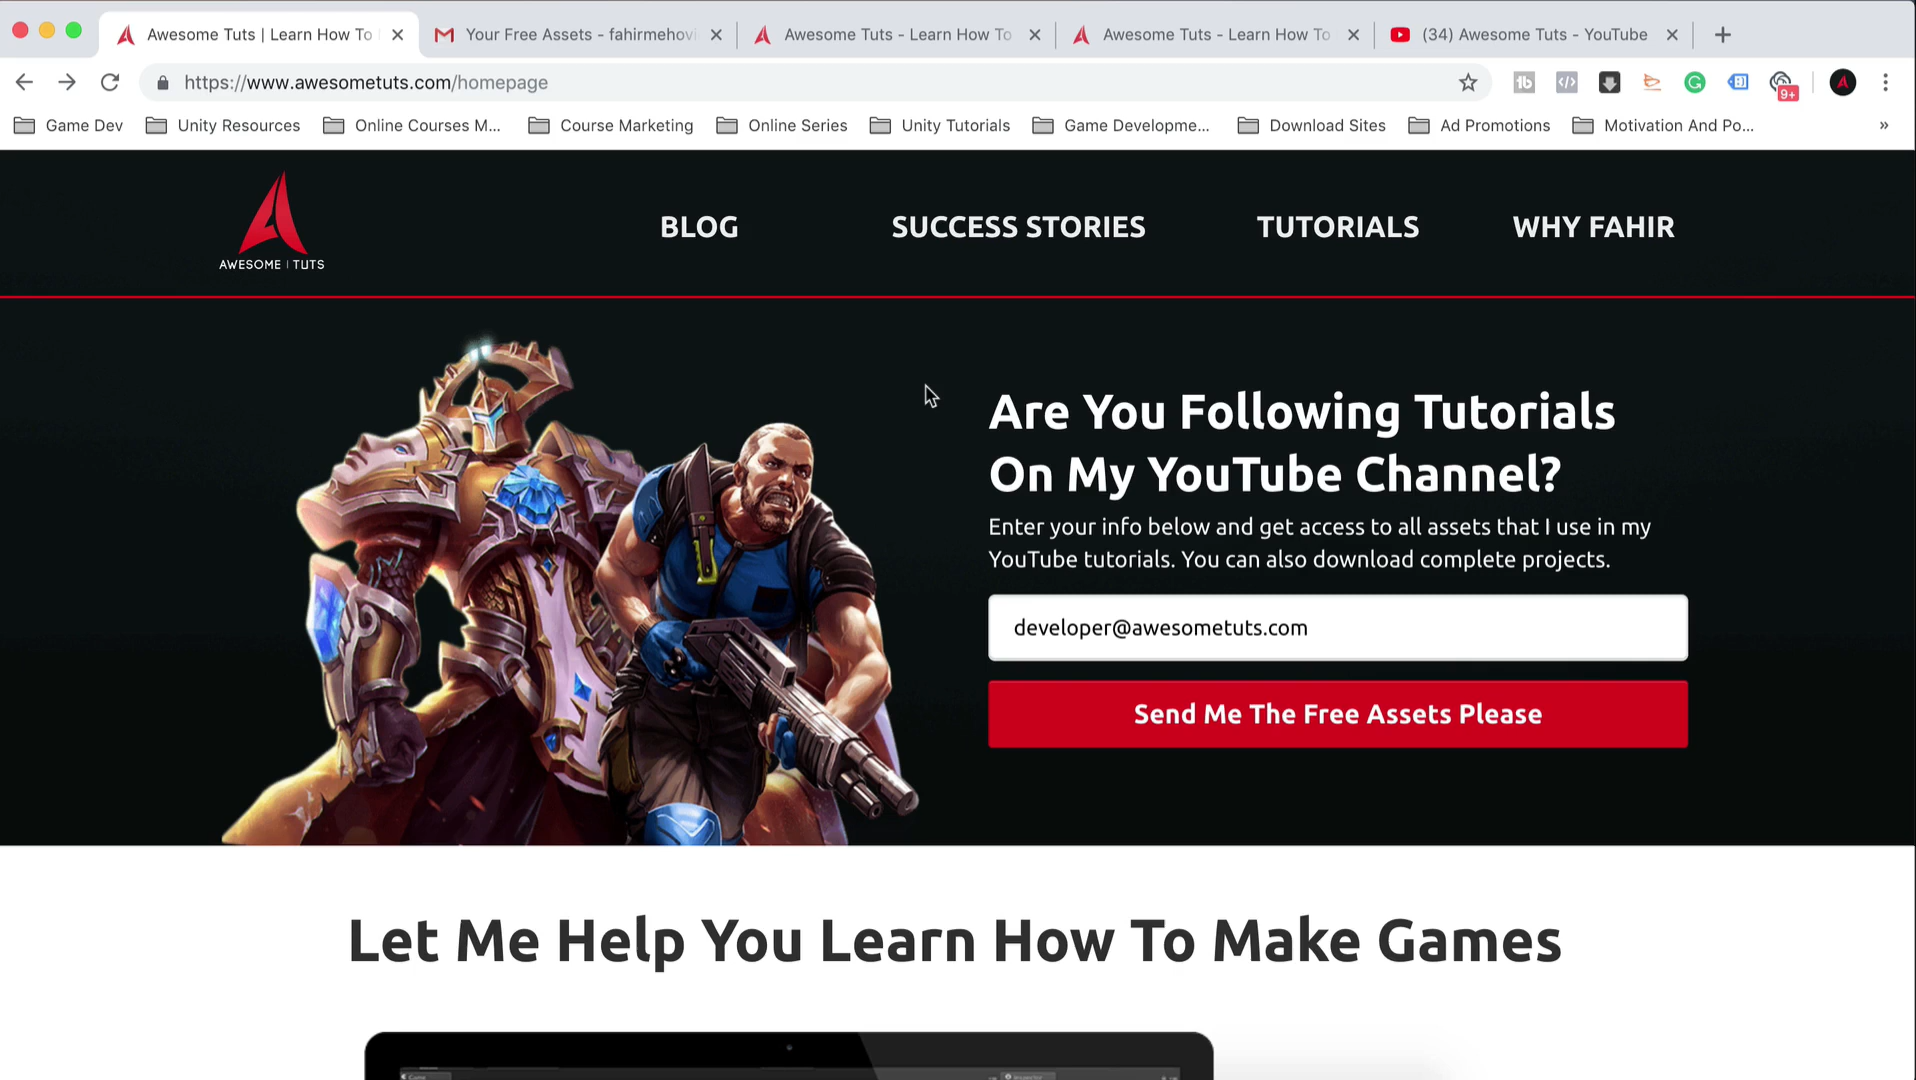 Awesome Tuts | Learn How To
Your Free Assets - fahirmehovi
Awesome Tuts - Learn How To
Awesome Tuts - Learn How To
(34) Awesome Tuts - YouTube
https://www.awesometuts.com/homepage
9+
Game Dev
Unity Resources
Online Courses M...
Course Marketing
Online Series
Unity Tutorials
Game Developme...
Download Sites
Ad Promotions
Motivation And Po...
»
AWESOME | TUTS
BLOG
SUCCESS STORIES
TUTORIALS
WHY FAHIR
Are You Following Tutorials
On My YouTube Channel?
Enter your info below and get access to all assets that I use in my
YouTube tutorials. You can also download complete projects.
developer@awesometuts.com
Send Me The Free Assets Please
Let Me Help You Learn How To Make Games